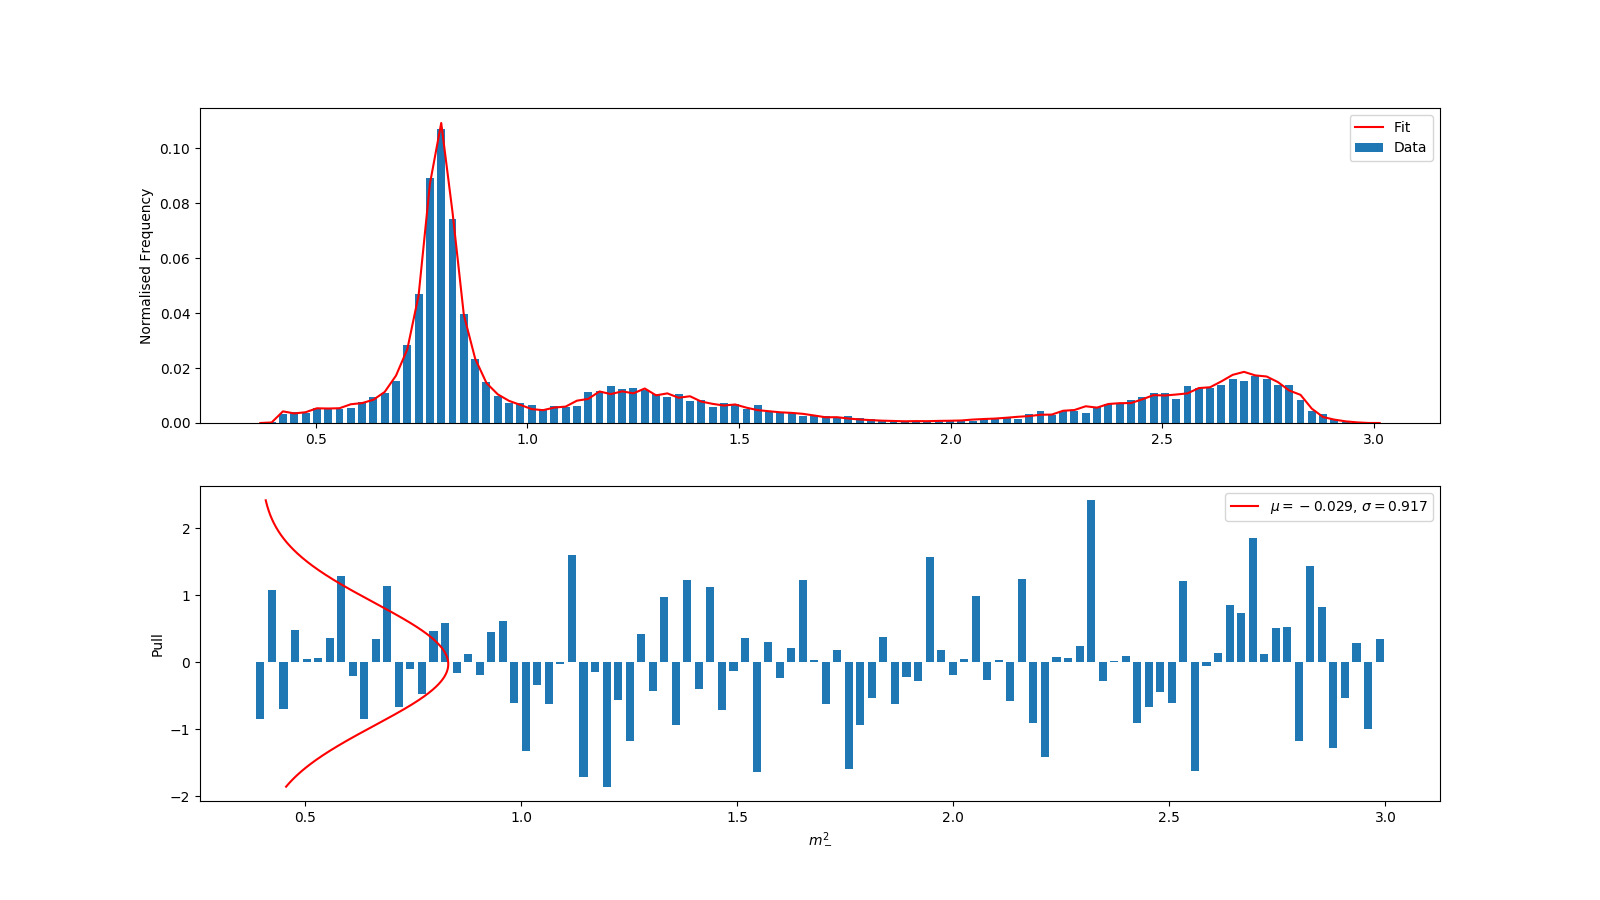 Normalised Frequency
0.10
0.08
0.06
0.04
0.02
0.00
0.5 1.0 1.5 2.0 2.5 3.0
Fit
Data
Pull
2
1
0
−1
−2
0.5 1.0 1.5 2.0 2.5 3.0
μ = −0.029, σ = 0.917
m²₋